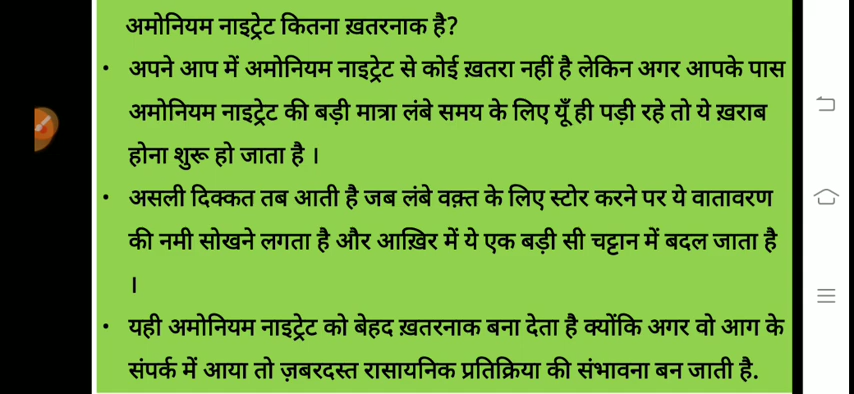 अमोनियम नाइट्रेट कितना ख़तरनाक है?
• अपने आप में अमोनियम नाइट्रेट से कोई ख़तरा नहीं है लेकिन अगर आपके पास
अमोनियम नाइट्रेट की बड़ी मात्रा लंबे समय के लिए यूँ ही पड़ी रहे तो ये ख़राब
होना शुरू हो जाता है ।
• असली दिक्कत तब आती है जब लंबे वक़्त के लिए स्टोर करने पर ये वातावरण
की नमी सोखने लगता है और आख़िर में ये एक बड़ी सी चट्टान में बदल जाता है
।
• यही अमोनियम नाइट्रेट को बेहद ख़तरनाक बना देता है क्योंकि अगर वो आग के
संपर्क में आया तो ज़बरदस्त रासायनिक प्रतिक्रिया की संभावना बन जाती है.